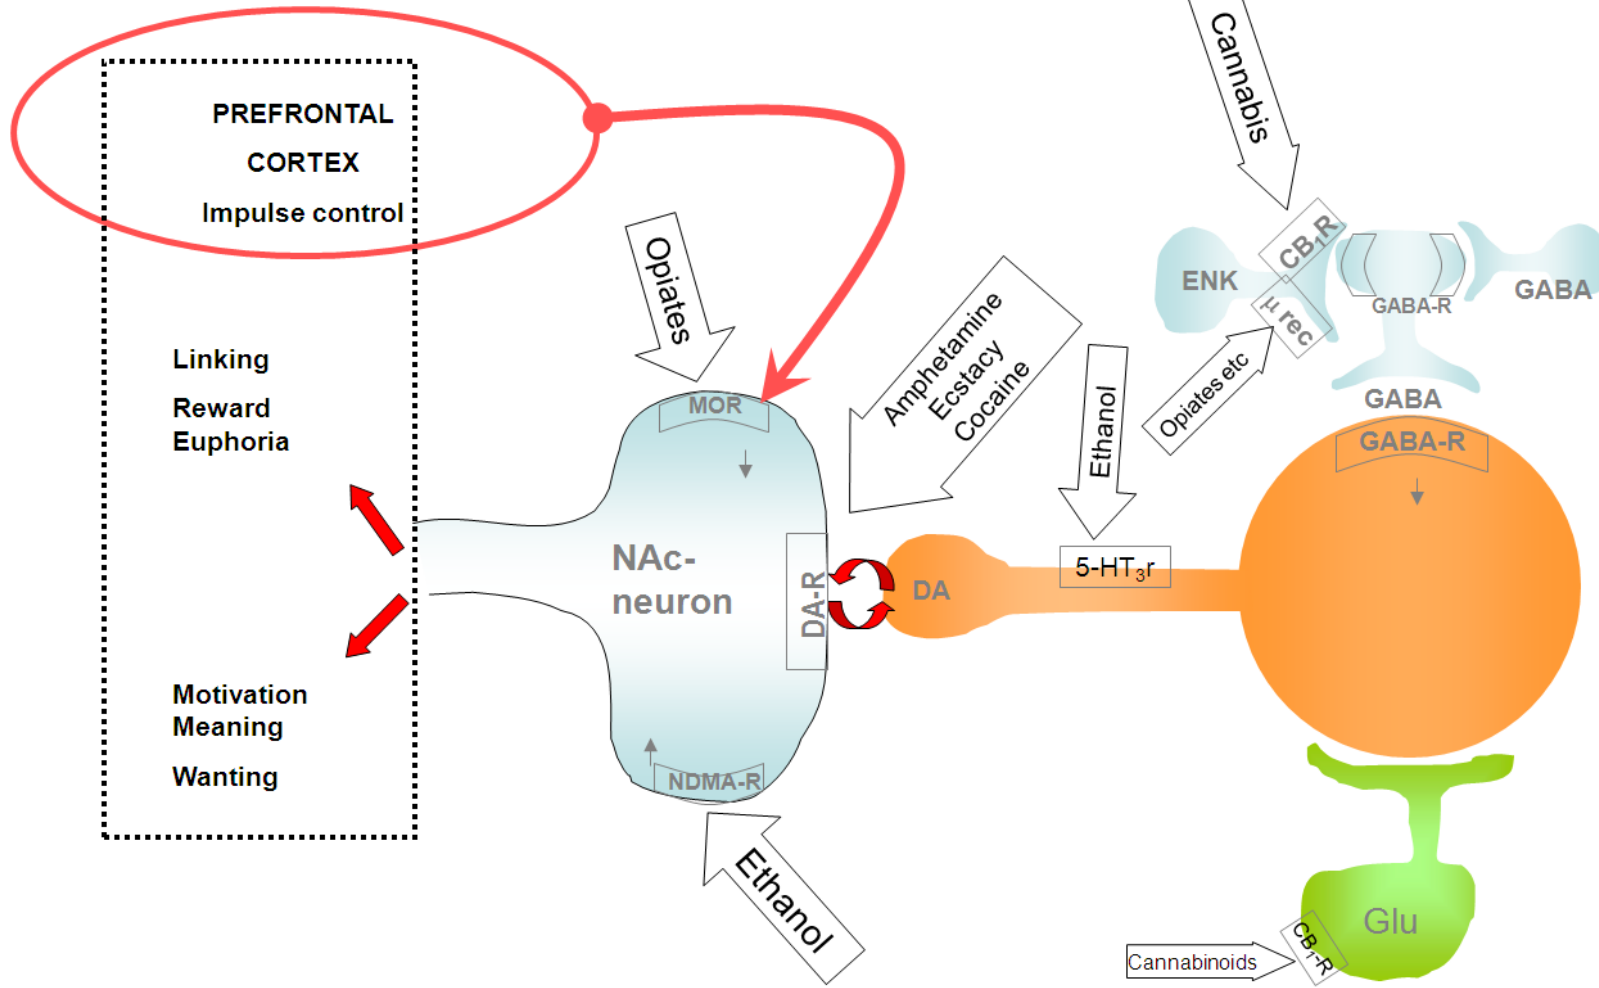 PREFRONTAL
CORTEX
Impulse control
Linking
Reward
Euphoria
Motivation
Meaning
Wanting
Opiates
MOR
NAc-
neuron
DA-R
NDMA-R
Ethanol
Amphetamine
Ecstacy
Cocaine
DA
Ethanol
5-HT₃r
Cannabis
ENK
CB₁R
μ rec
Opiates etc
GABA-R
GABA
GABA
GABA-R
Glu
CB₁-R
Cannabinoids